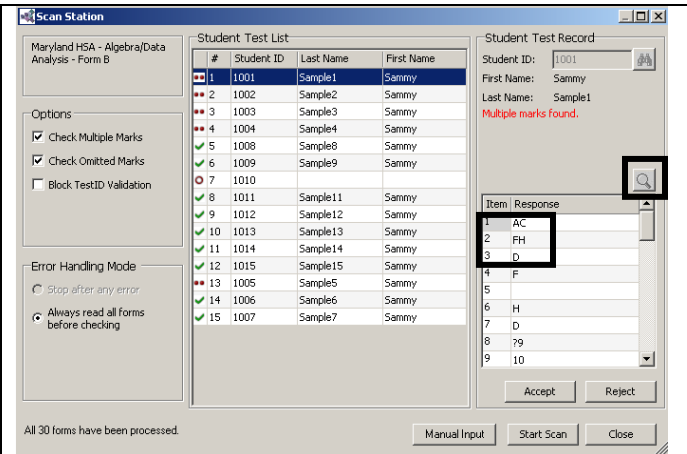 Scan Station
Maryland HSA - Algebra/Data
Analysis - Form B
Options
Check Multiple Marks
Check Omitted Marks
Block TestID Validation
Error Handling Mode
Stop after any error
Always read all forms
before checking
All 30 forms have been processed.
Student Test List
# Student ID Last Name First Name
1 1001 Sample1 Sammy
2 1002 Sample2 Sammy
3 1003 Sample3 Sammy
4 1004 Sample4 Sammy
5 1008 Sample8 Sammy
6 1009 Sample9 Sammy
7 1010
8 1011 Sample11 Sammy
9 1012 Sample12 Sammy
10 1013 Sample13 Sammy
11 1014 Sample14 Sammy
12 1015 Sample15 Sammy
13 1005 Sample5 Sammy
14 1006 Sample6 Sammy
15 1007 Sample7 Sammy
Student Test Record
Student ID: 1001
First Name: Sammy
Last Name: Sample1
Multiple marks found.
Item Response
1 AC
2 FH
3 D
4 F
5
6 H
7 D
8 ?9
9 10
Accept Reject
Manual Input Start Scan Close